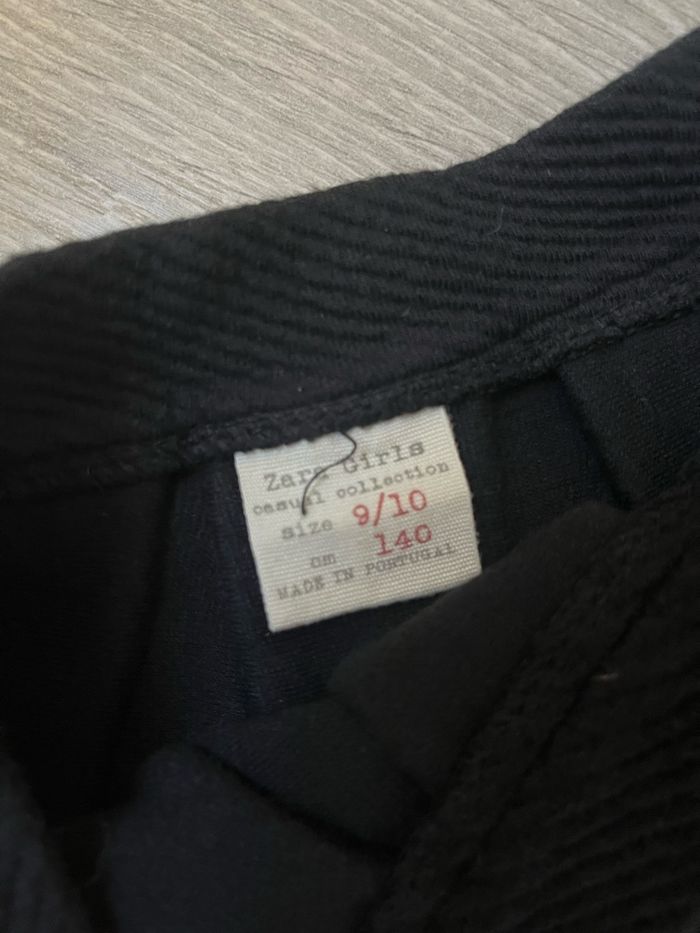 Zara Girls
casual collection
size 9/10
cm 140
MADE IN PORTUGAL